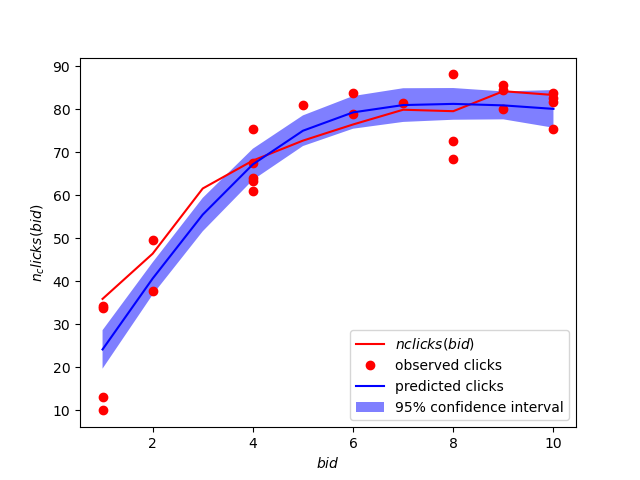 90
80
70
60
50
40
30
20
10
n_clicks(bid)
nclicks(bid)
observed clicks
predicted clicks
95% confidence interval
2 4 6 8 10
bid